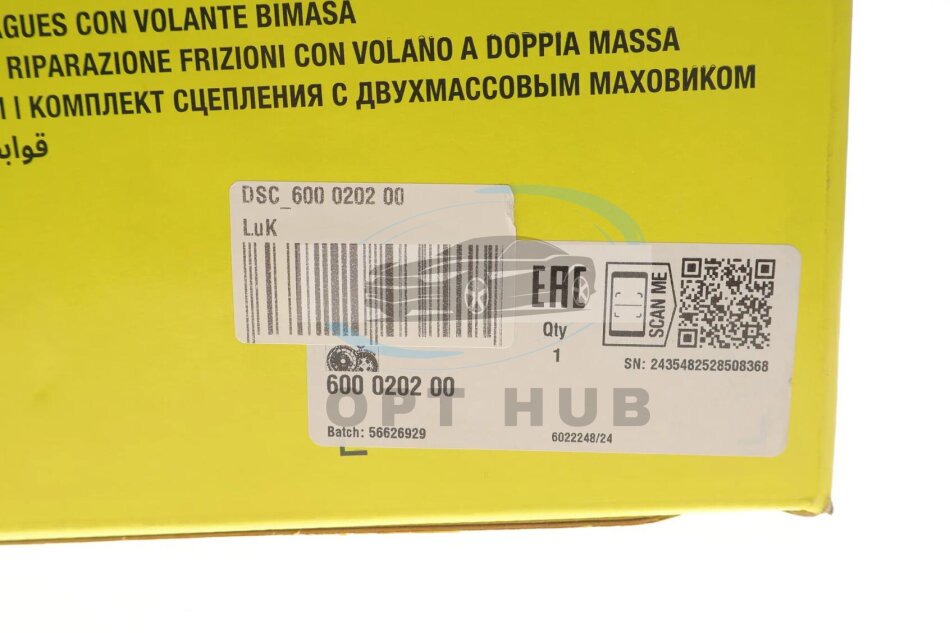 AGUES CON VOLANTE BIMASA
RIPARAZIONE FRIZIONI CON VOLANO A DOPPIA MASSA
І КОМПЛЕКТ СЦЕПЛЕНИЯ С ДВУХМАССОВЫМ МАХОВИКОМ
DSC_600 0202 00
LuK
EAC
SCAN ME
Qty
1
SN: 2435482528508368
600 0202 00
OPT HUB
Batch: 56626929
6022248/24